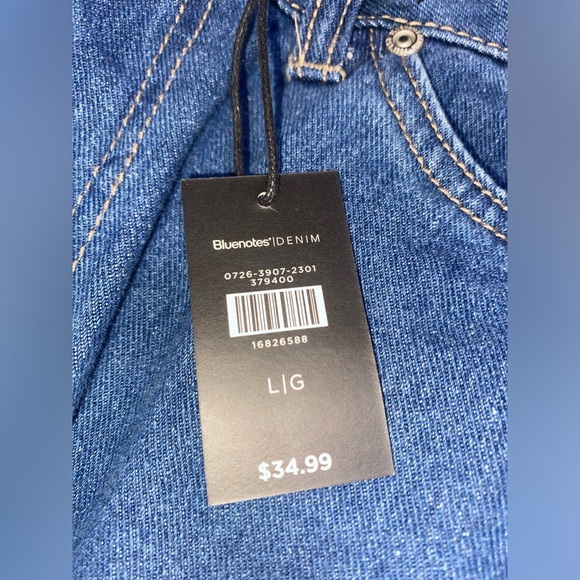 Bluenotes|DENIM
0726-3907-2301
379400
16826588
L|G
$34.99